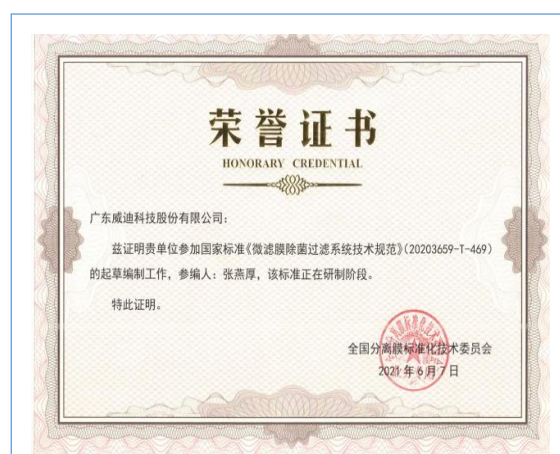 荣誉证书
HONORARY CREDENTIAL
广东威迪科技股份有限公司：
兹证明贵单位参加国家标准《微滤膜除菌过滤系统技术规范》(20203659-T-469)
的起草编制工作，参编人：张燕厚，该标准正在研制阶段。
特此证明。
全国分离膜标准化技术委员会
2021年6月7日